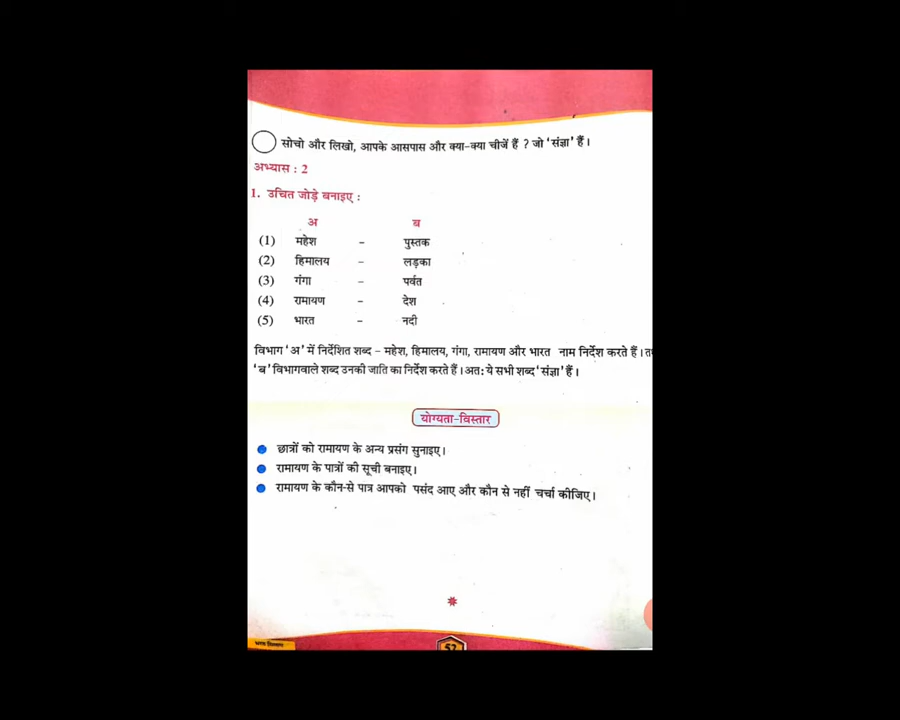 सोचो और लिखो, आपके आसपास और क्या-क्या चीजें हैं ? जो ‘संज्ञा’ हैं।
अभ्यास : 2
1. उचित जोड़े बनाइए :
अ ब
(1) महेश – पुस्तक
(2) हिमालय – लड़का
(3) गंगा – पर्वत
(4) रामायण – देश
(5) भारत – नदी
विभाग ‘अ’ में निर्देशित शब्द – महेश, हिमालय, गंगा, रामायण और भारत नाम निर्देश करते हैं।
‘ब’ विभागवाले शब्द उनकी जाति का निर्देश करते हैं। अत: ये सभी शब्द ‘संज्ञा’ हैं।
योग्यता-विस्तार
छात्रों को रामायण के अन्य प्रसंग सुनाइए।
रामायण के पात्रों की सूची बनाइए।
रामायण के कौन-से पात्र आपको पसंद आए और कौन से नहीं चर्चा कीजिए।